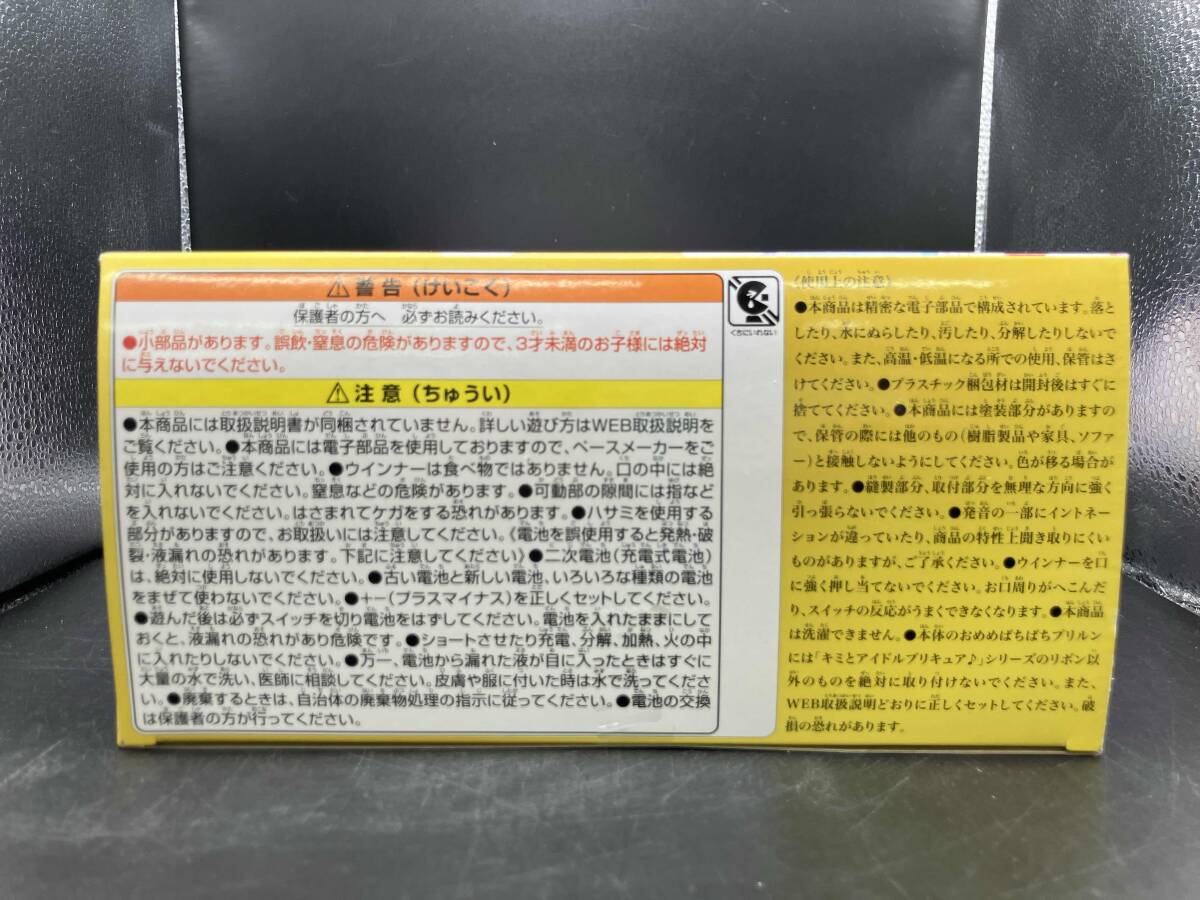 ⚠警告(けいこく)
保護者の方へ 必ずお読みください。
●小部品があります。誤飲・窒息の危険がありますので、3才未満のお子様には絶対
に与えないでください。
⚠注意(ちゅうい)
●本商品には取扱説明書が同梱されていません。詳しい遊び方はWEB取扱説明を
ご覧ください。●本商品には電子部品を使用しておりますので、ペースメーカーをご
使用の方はご注意ください。●ウインナーは食べ物ではありません。口の中には絶
対に入れないでください。窒息などの危険があります。●可動部の隙間には指など
を入れないでください。はさまれてケガをする恐れがあります。●ハサミを使用する
部分がありますので、お取扱いには注意してください。《電池を誤使用すると発熱・破
裂・液漏れの恐れがあります。下記に注意してください》●二次電池(充電式電池)
は、絶対に使用しないでください。●古い電池と新しい電池、いろいろな種類の電池
をまぜて使わないでください。●+−(プラスマイナス)を正しくセットしてください。
●遊んだ後は必ずスイッチを切り電池をはずしてください。電池を入れたままにして
おくと、液漏れの恐れがあり危険です。●ショートさせたり充電、分解、加熱、火の中
に入れたりしないでください。●万一、電池から漏れた液が目に入ったときはすぐに
大量の水で洗い、医師に相談してください。皮膚や服に付いた時は水で洗ってくださ
い。●廃棄するときは、自治体の廃棄物処理の指示に従ってください。●電池の交換
は保護者の方が行ってください。
くちにいれない
〈使用上の注意〉
●本商品は精密な電子部品で構成されています。落と
したり、水にぬらしたり、汚したり、分解したりしないで
ください。また、高温・低温になる所での使用、保管はさ
けてください。●プラスチック梱包材は開封後はすぐに
捨ててください。●本商品には塗装部分がありますの
で、保管の際には他のもの(樹脂製品や家具、ソファ
ー)と接触しないようにしてください。色が移る場合が
あります。●縫製部分、取付部分を無理な方向に強く
引っ張らないでください。●発音の一部にイントネー
ションが違っていたり、商品の特性上聞き取りにくい
ものがありますが、ご了承ください。●ウインナーを口
に強く押し当てないでください。お口周りがへこんだ
り、スイッチの反応がうまくできなくなります。●本商品
は洗濯できません。●本体のおめめぱちぱちプリルン
には「キミとアイドルプリキュア♪」シリーズのリボン以
外のものを絶対に取り付けないでください。また、
WEB取扱説明どおりに正しくセットしてください。破
損の恐れがあります。